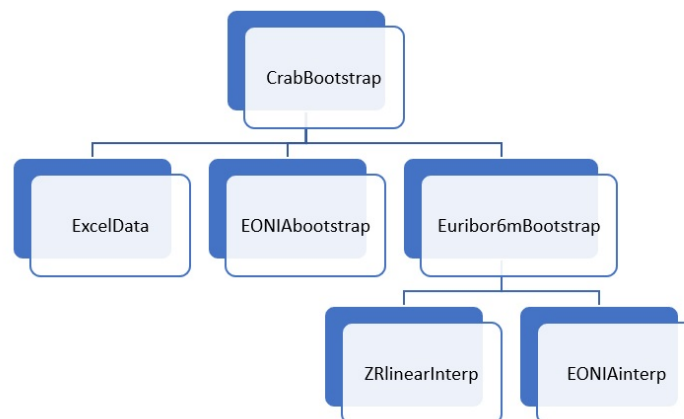 CrabBootstrap
ExcelData
EONIAbootstrap
Euribor6mBootstrap
ZRlinearInterp
EONIAinterp